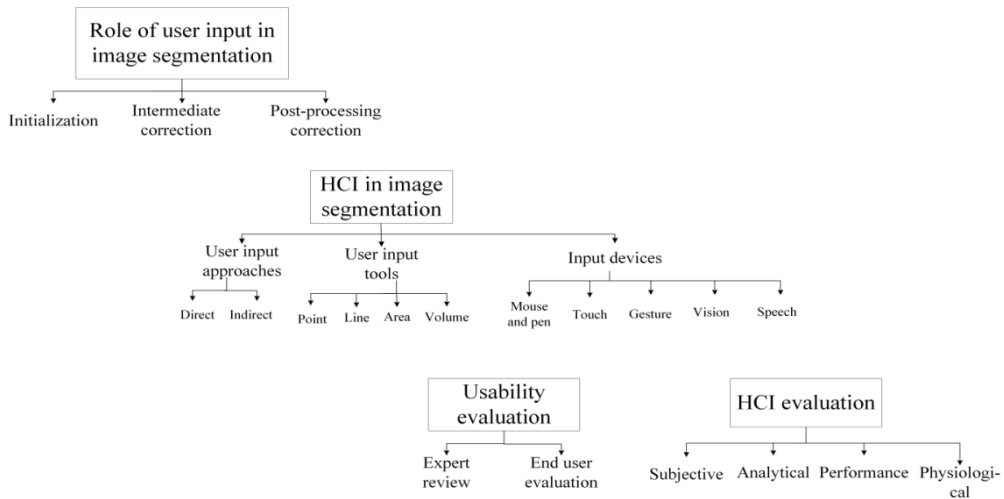 Role of user input in
image segmentation
Initialization
Intermediate
correction
Post-processing
correction
HCI in image
segmentation
User input
approaches
User input
tools
Input devices
Direct
Indirect
Point
Line
Area
Volume
Mouse
and pen
Touch
Gesture
Vision
Speech
Usability
evaluation
Expert
review
End user
evaluation
HCI evaluation
Subjective
Analytical
Performance
Physiologi-
cal